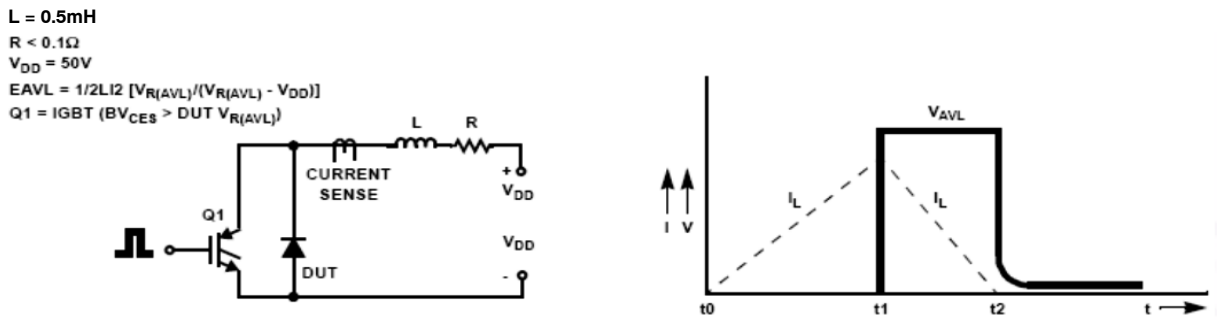 L = 0.5mH
R < 0.1Ω
VDD = 50V
EAVL = 1/2LI2 [VR(AVL)/(VR(AVL) - VDD)]
Q1 = IGBT (BVCES > DUT VR(AVL))
L R
CURRENT
SENSE
+
VDD
Q1
VDD
DUT
-
VAVL
IL IL
I V
t0 t1 t2 t